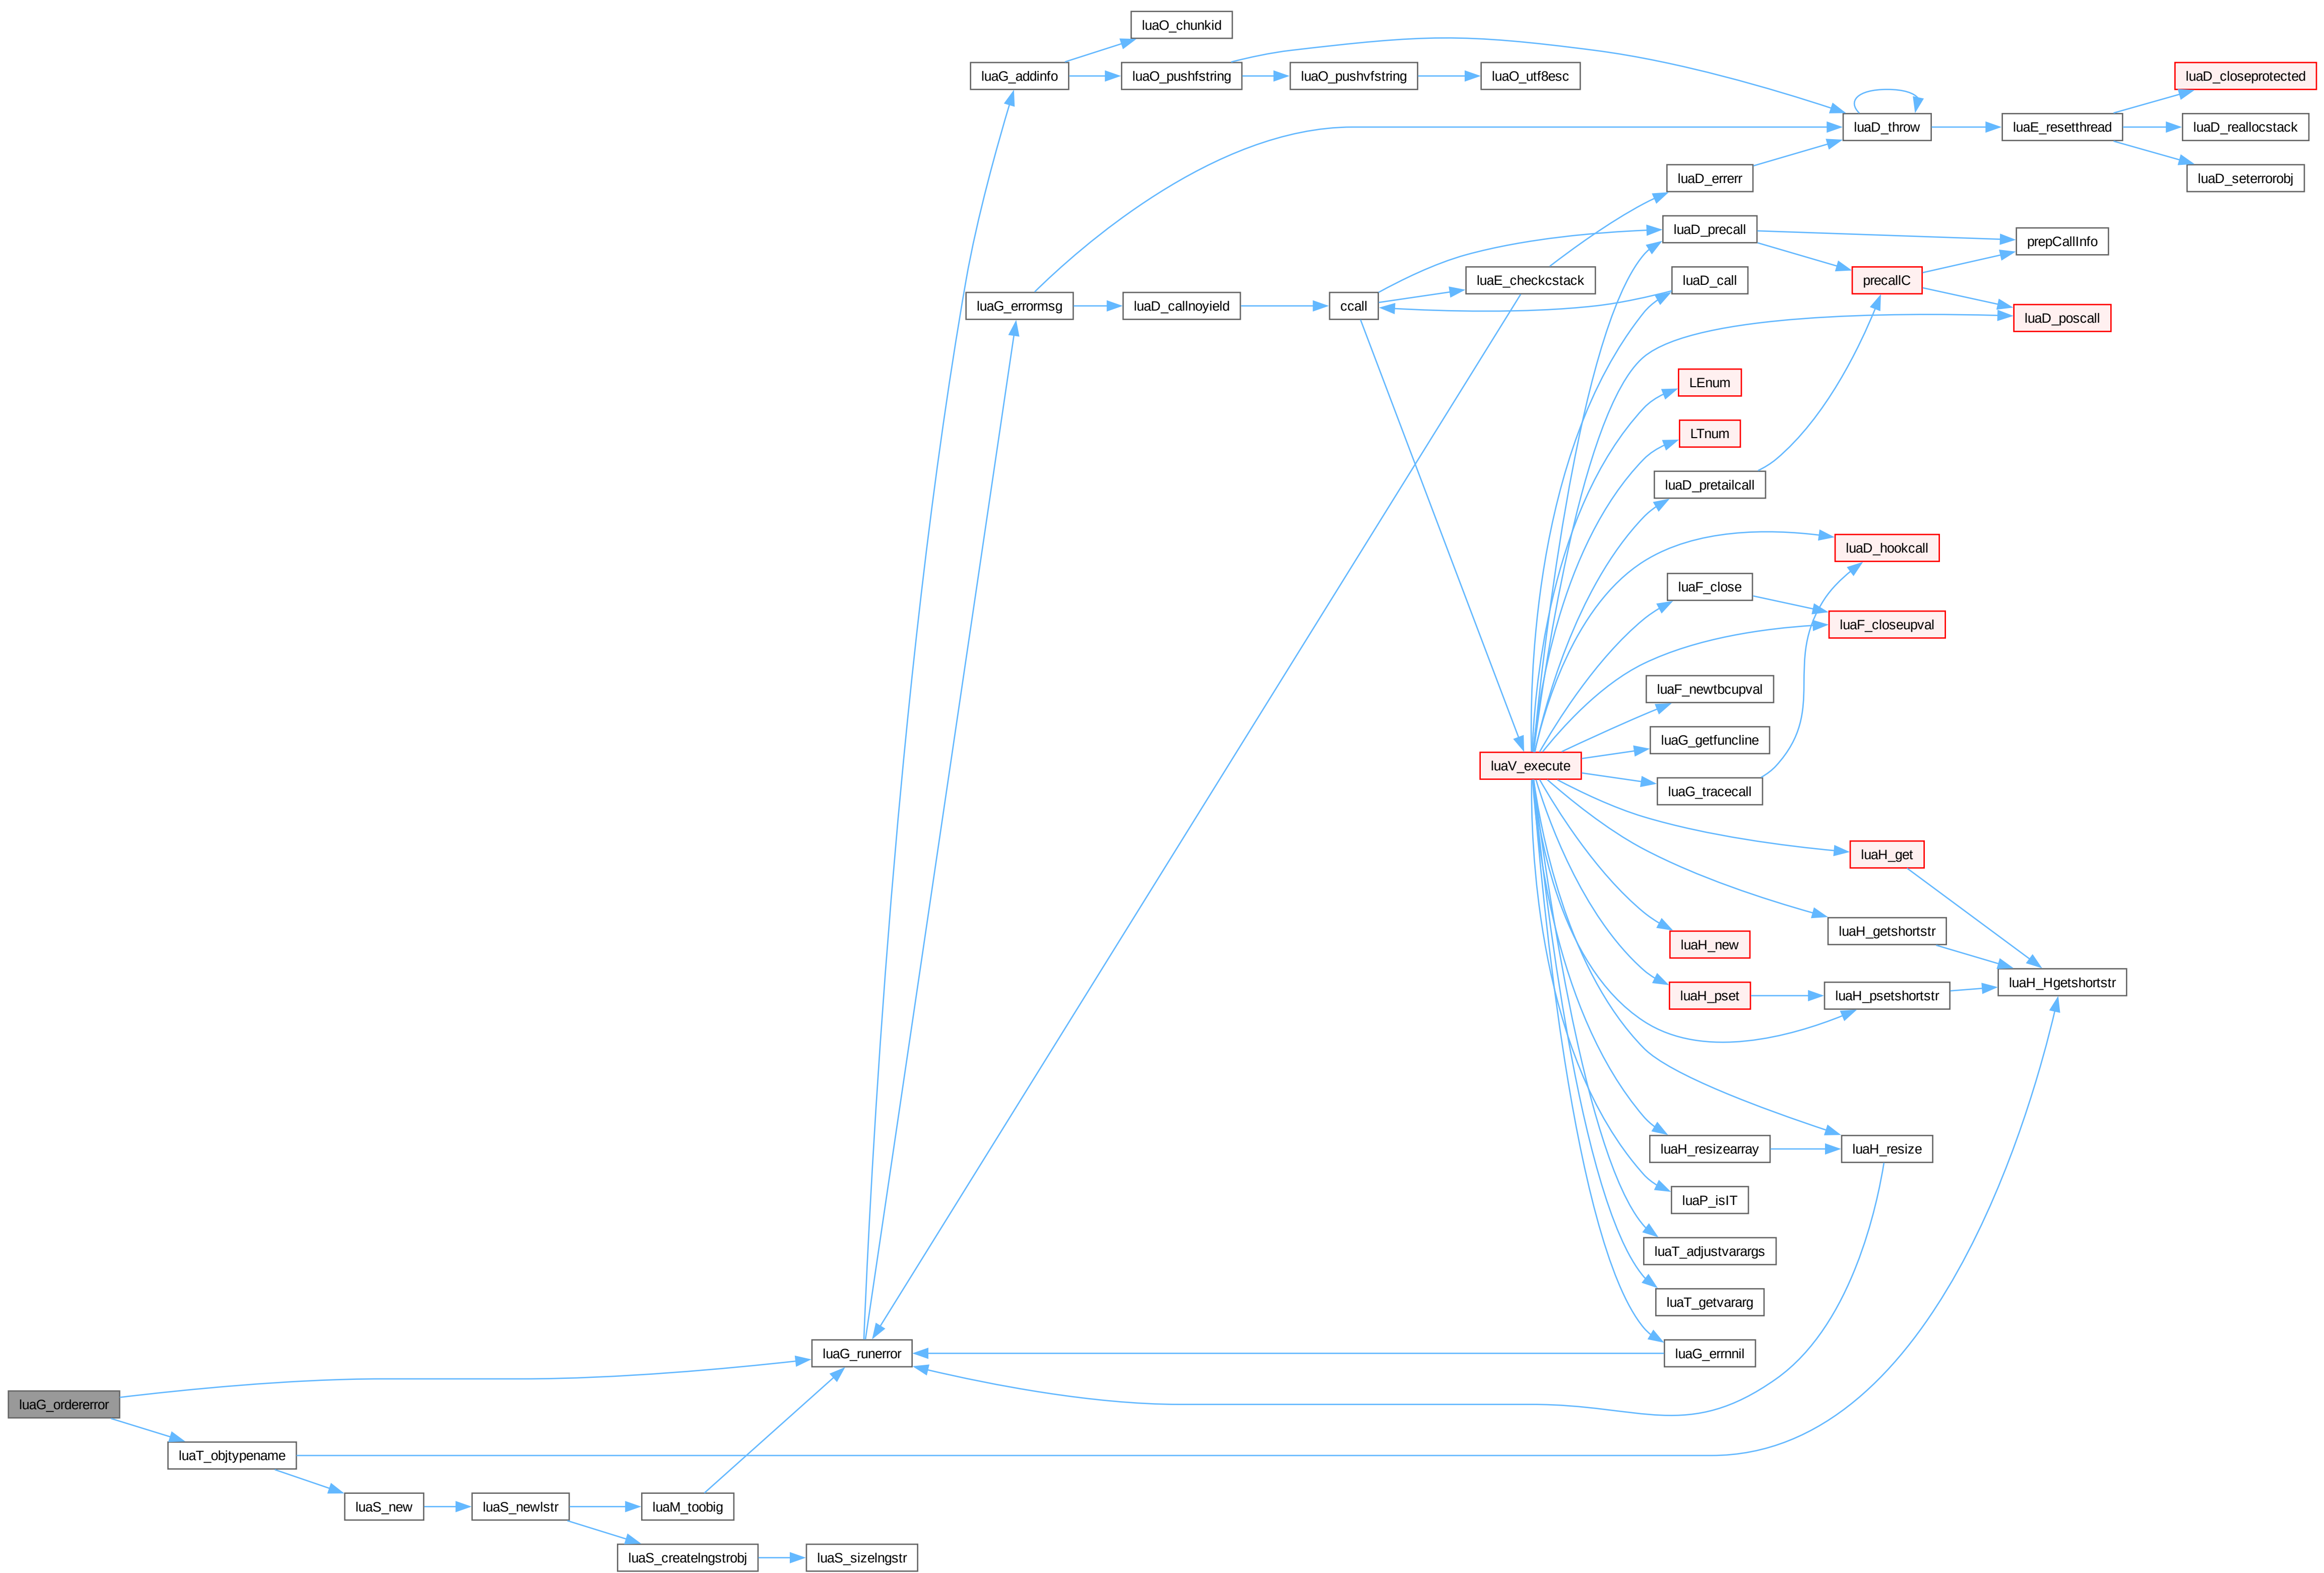 luaO_chunkid
luaG_addinfo
luaO_pushfstring
luaO_pushvfstring
luaO_utf8esc
luaD_closeprotected
luaD_throw
luaE_resetthread
luaD_reallocstack
luaD_errerr
luaD_seterrorobj
luaD_precall
prepCallInfo
luaE_checkcstack
luaD_call
precallC
luaG_errormsg
luaD_callnoyield
ccall
luaD_poscall
LEnum
LTnum
luaD_pretailcall
luaD_hookcall
luaF_close
luaF_closeupval
luaF_newtbcupval
luaG_getfuncline
luaV_execute
luaG_tracecall
luaH_get
luaH_getshortstr
luaH_new
luaH_Hgetshortstr
luaH_pset
luaH_psetshortstr
luaH_resizearray
luaH_resize
luaP_isIT
luaT_adjustvarargs
luaT_getvararg
luaG_runerror
luaG_errnnil
luaG_ordererror
luaT_objtypename
luaS_new
luaS_newlstr
luaM_toobig
luaS_createlngstrobj
luaS_sizelngstr